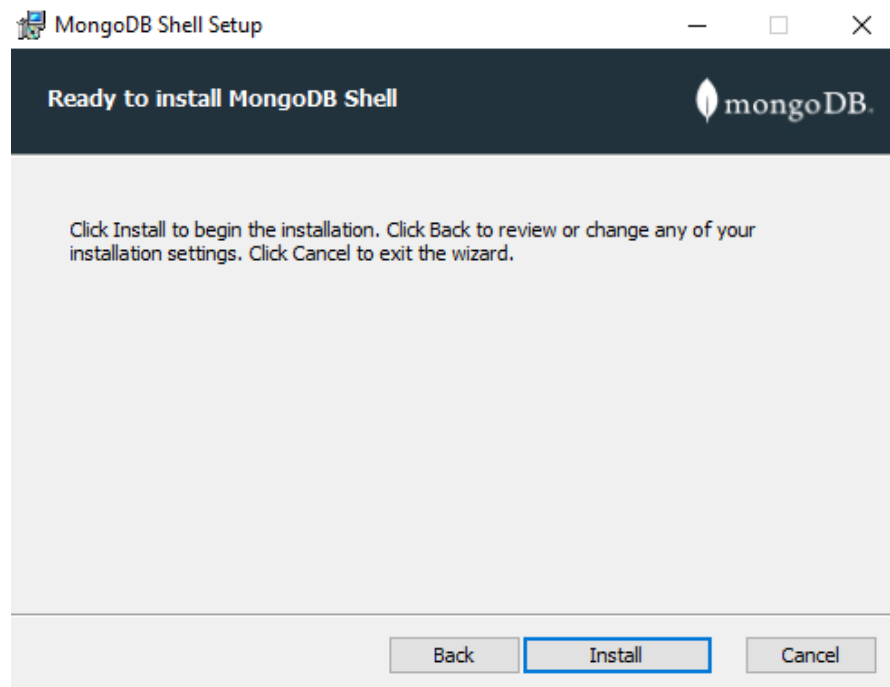 MongoDB Shell Setup
Ready to install MongoDB Shell
mongoDB.
Click Install to begin the installation. Click Back to review or change any of your
installation settings. Click Cancel to exit the wizard.
Back
Install
Cancel